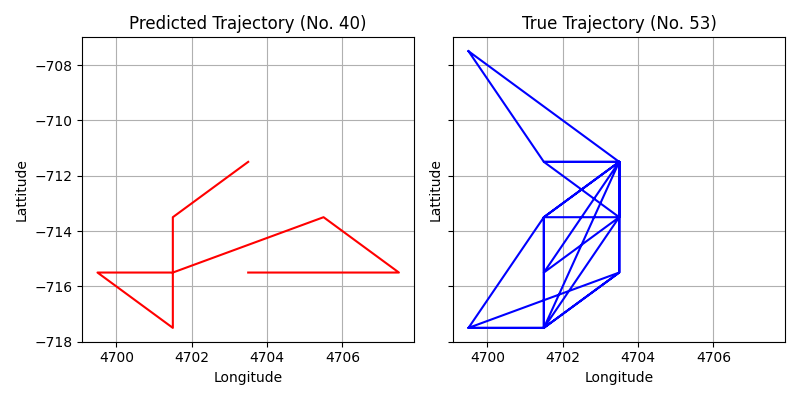 Predicted Trajectory (No. 40)
True Trajectory (No. 53)
−708
−710
−712
−714
−716
−718
Lattitude
4700 4702 4704 4706
Longitude
Lattitude
4700 4702 4704 4706
Longitude